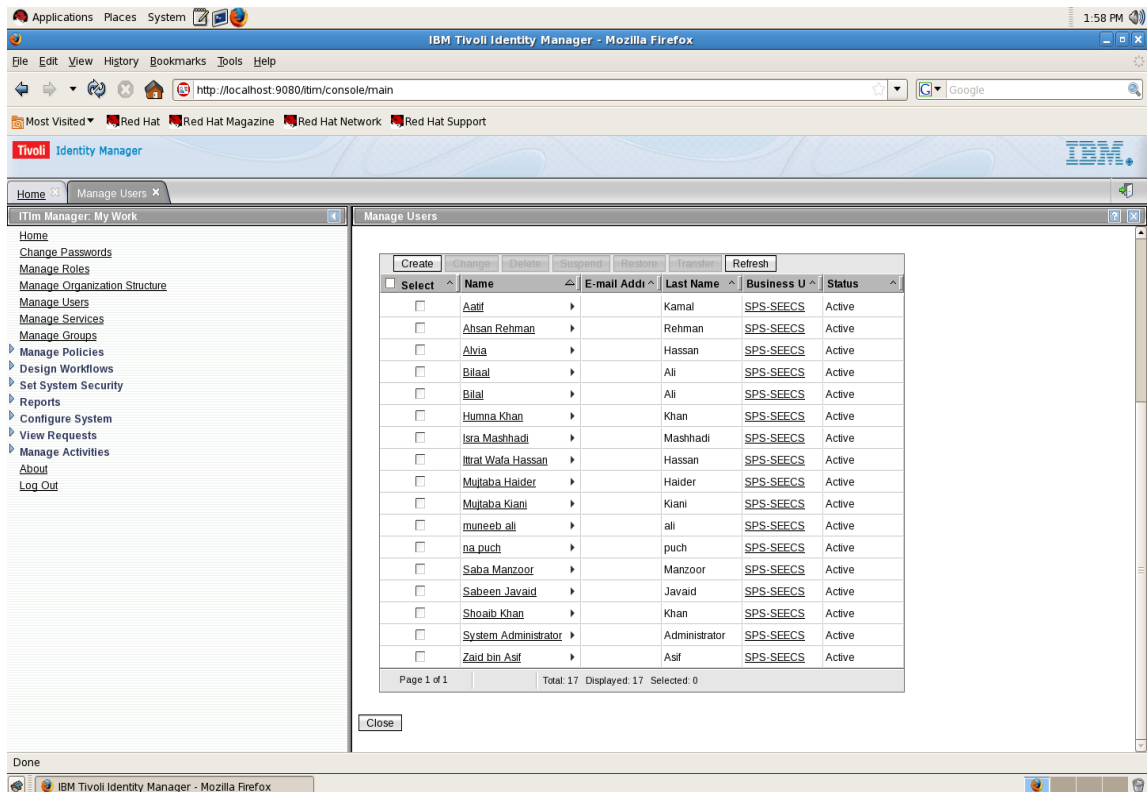 Applications Places System 1:58 PM
IBM Tivoli Identity Manager - Mozilla Firefox
File Edit View History Bookmarks Tools Help
http://localhost:9080/itim/console/main G Google
Most Visited Red Hat Red Hat Magazine Red Hat Network Red Hat Support
Tivoli Identity Manager IBM
Home Manage Users
ITIm Manager: My Work
Home
Change Passwords
Manage Roles
Manage Organization Structure
Manage Users
Manage Services
Manage Groups
Manage Policies
Design Workflows
Set System Security
Reports
Configure System
View Requests
Manage Activities
About
Log Out
Manage Users ?
Create Change Delete Suspend Restore Transfer Refresh
Select Name E-mail Addr Last Name Business U Status
Aatif Kamal SPS-SEECS Active
Ahsan Rehman Rehman SPS-SEECS Active
Alvia Hassan SPS-SEECS Active
Bilaal Ali SPS-SEECS Active
Bilal Ali SPS-SEECS Active
Humna Khan Khan SPS-SEECS Active
Isra Mashhadi Mashhadi SPS-SEECS Active
Ittrat Wafa Hassan Hassan SPS-SEECS Active
Mujtaba Haider Haider SPS-SEECS Active
Mujtaba Kiani Kiani SPS-SEECS Active
muneeb ali ali SPS-SEECS Active
na puch puch SPS-SEECS Active
Saba Manzoor Manzoor SPS-SEECS Active
Sabeen Javaid Javaid SPS-SEECS Active
Shoaib Khan Khan SPS-SEECS Active
System Administrator Administrator SPS-SEECS Active
Zaid bin Asif Asif SPS-SEECS Active
Page 1 of 1 Total: 17 Displayed: 17 Selected: 0
Close
Done
IBM Tivoli Identity Manager - Mozilla Firefox